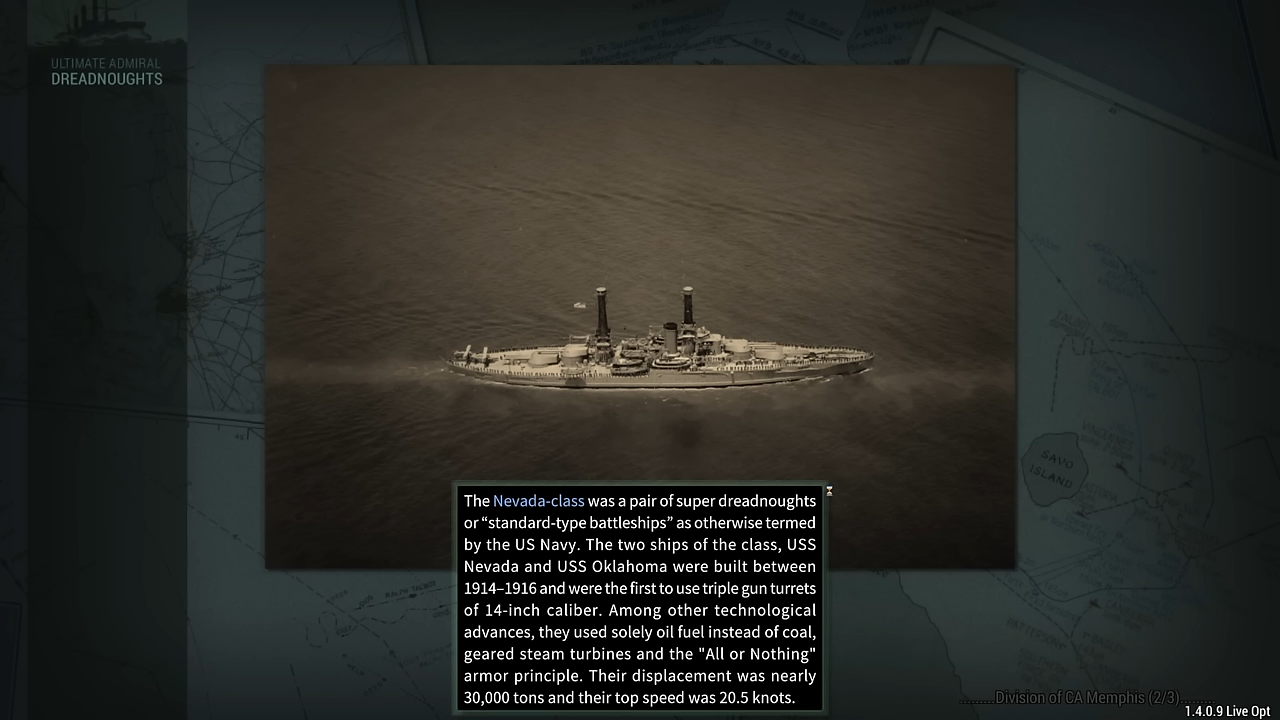 ULTIMATE ADMIRAL
DREADNOUGHTS
The Nevada-class was a pair of super dreadnoughts
or “standard-type battleships” as otherwise termed
by the US Navy. The two ships of the class, USS
Nevada and USS Oklahoma were built between
1914–1916 and were the first to use triple gun turrets
of 14-inch caliber. Among other technological
advances, they used solely oil fuel instead of coal,
geared steam turbines and the "All or Nothing"
armor principle. Their displacement was nearly
30,000 tons and their top speed was 20.5 knots.
SAVO
ISLAND
Division of CA Memphis (2/3)
1.4.0.9 Live Opt